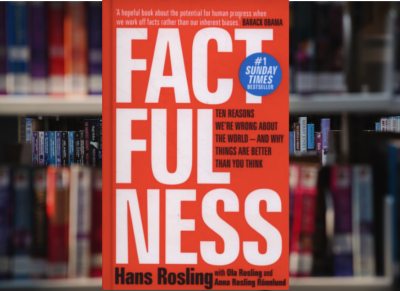 'A hopeful book about the potential for human progress when
we work off facts rather than our inherent biases.' BARACK OBAMA
FACT
FUL
NESS
#1
SUNDAY
TIMES
BESTSELLER
TEN REASONS
WE'RE WRONG ABOUT
THE WORLD – AND WHY
THINGS ARE BETTER
THAN YOU THINK
Hans Rosling with Ola Rosling and
Anna Rosling Rönnlund